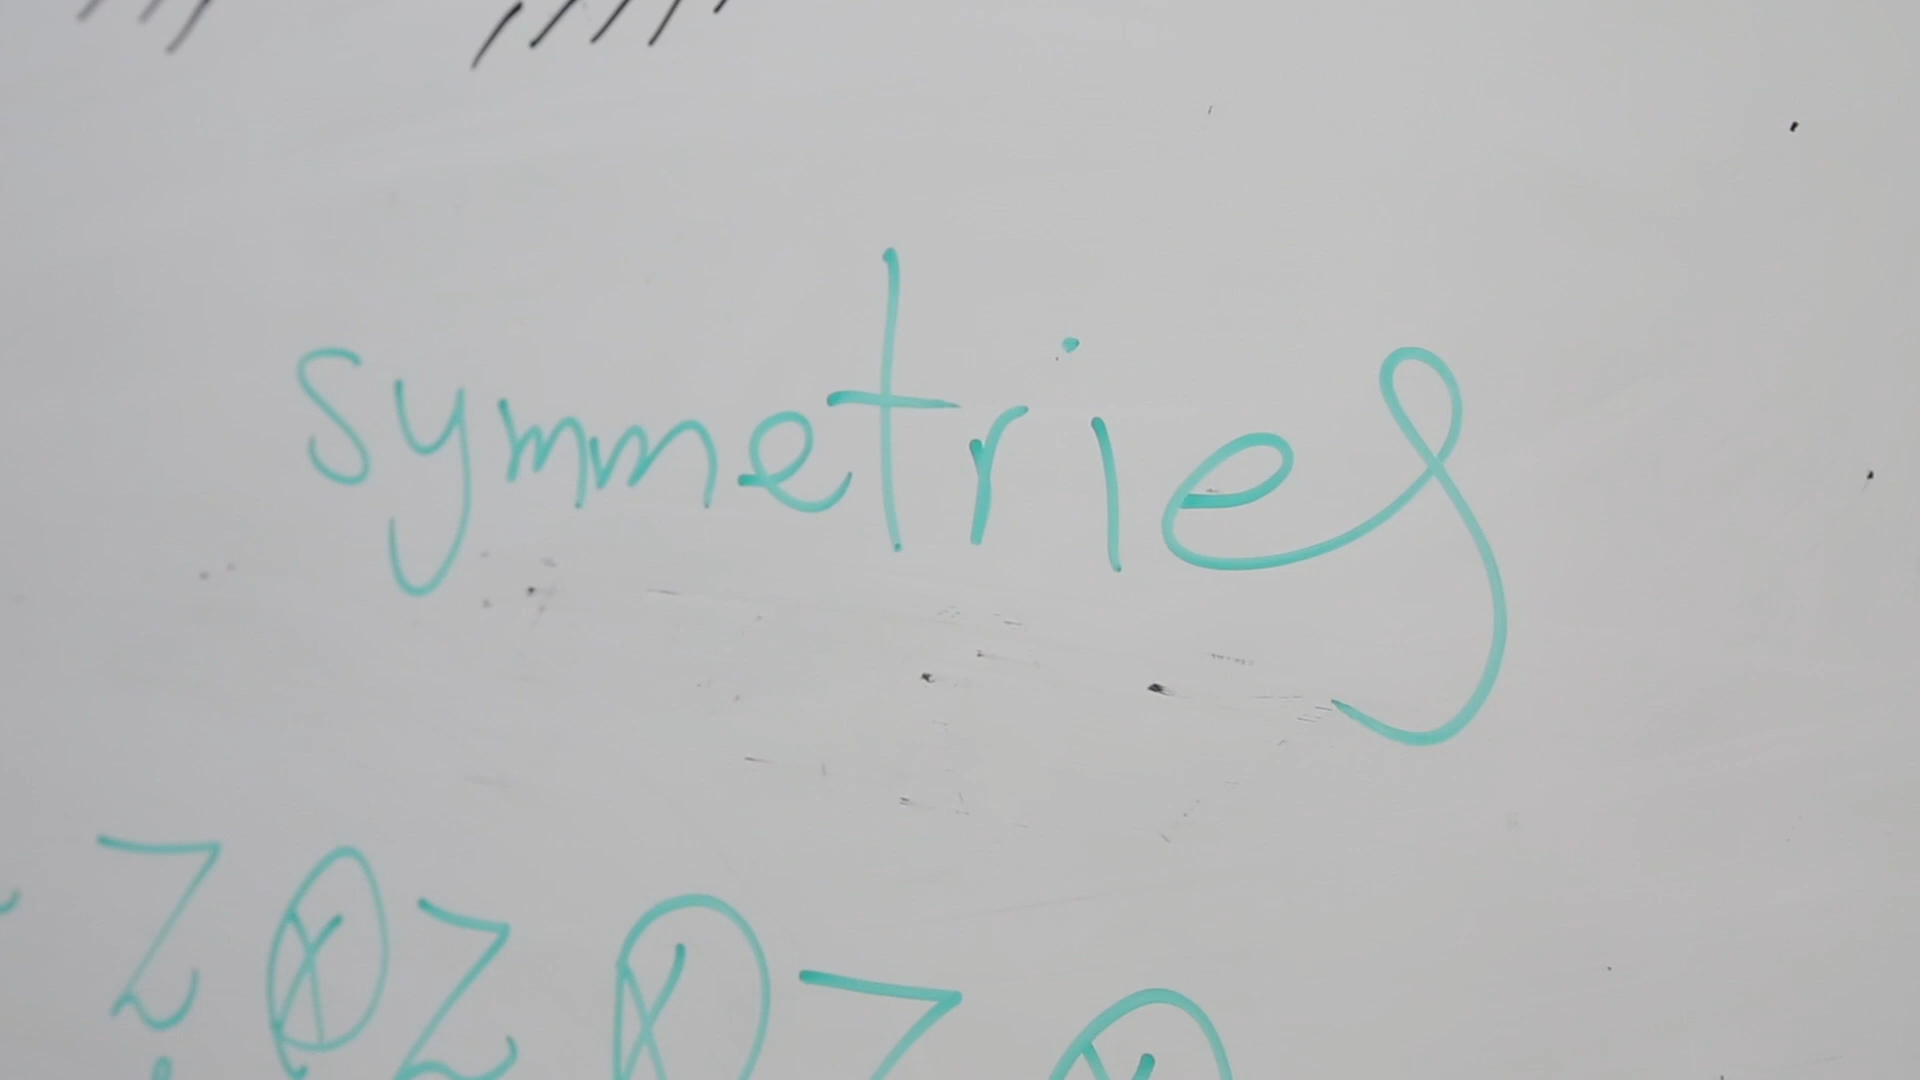 symmetries
Z ⊗ Z ⊗ Z ⊗